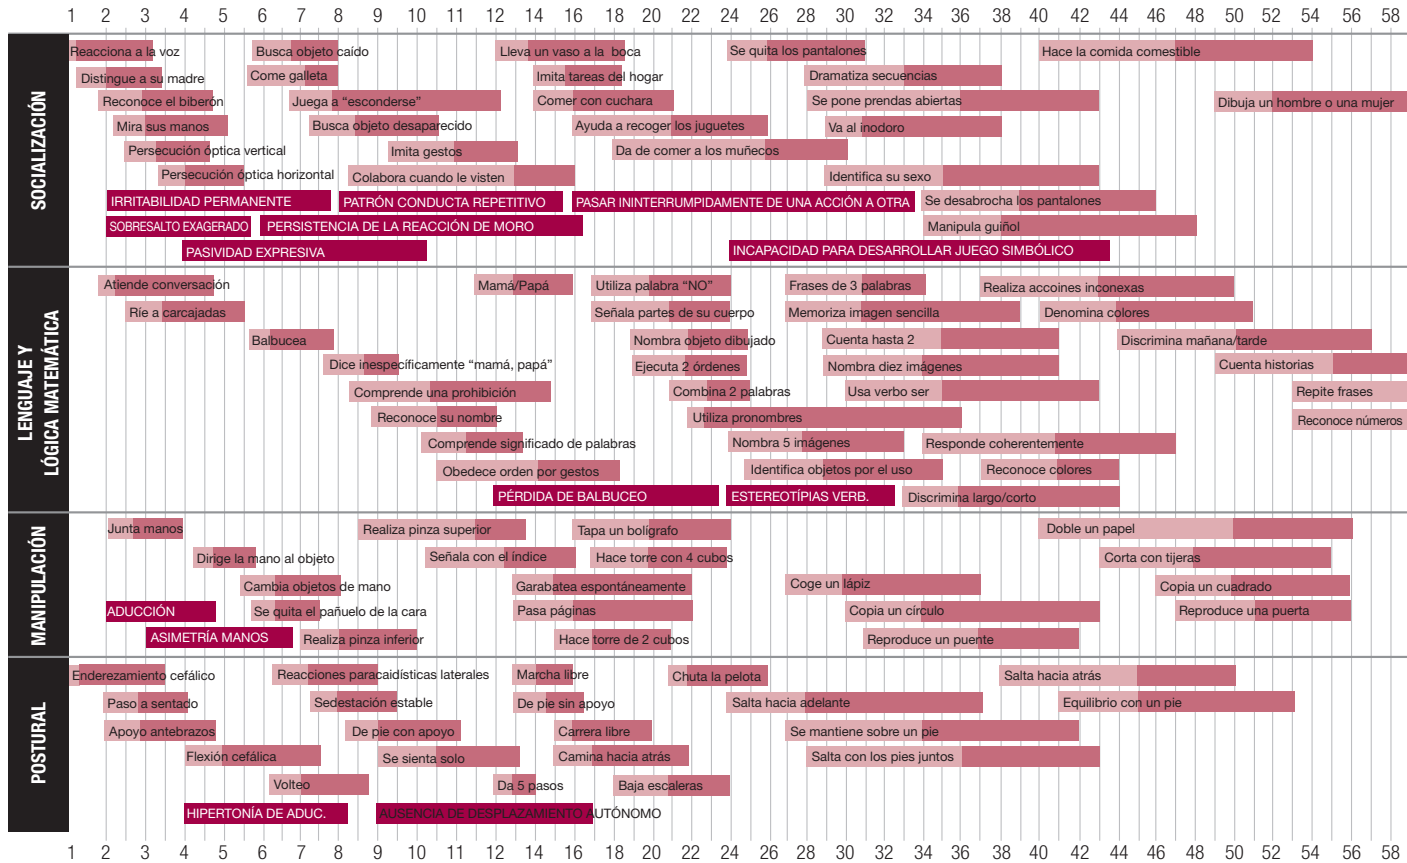 1 2 3 4 5 6 7 8 9 10 11 12 13 14 16 18 20 22 24 26 28 30 32 34 36 38 40 42 44 46 48 50 52 54 56 58
SOCIALIZACIÓN
Reacciona a la voz
Busca objeto caído
Lleva un vaso a la boca
Se quita los pantalones
Hace la comida comestible
Distingue a su madre
Come galleta
Imita tareas del hogar
Dramatiza secuencias
Reconoce el biberón
Juega a “esconderse”
Comer con cuchara
Se pone prendas abiertas
Dibuja un hombre o una mujer
Mira sus manos
Busca objeto desaparecido
Ayuda a recoger los juguetes
Va al inodoro
Persecución óptica vertical
Imita gestos
Da de comer a los muñecos
Persecución óptica horizontal
Colabora cuando le visten
Identifica su sexo
IRRITABILIDAD PERMANENTE
PATRÓN CONDUCTA REPETITIVO
PASAR ININTERRUMPIDAMENTE DE UNA ACCIÓN A OTRA
Se desabrocha los pantalones
SOBRESALTO EXAGERADO
PERSISTENCIA DE LA REACCIÓN DE MORO
Manipula guiñol
PASIVIDAD EXPRESIVA
INCAPACIDAD PARA DESARROLLAR JUEGO SIMBÓLICO
LENGUAJE Y
LÓGICA MATEMÁTICA
Atiende conversación
Mamá/Papá
Utiliza palabra “NO”
Frases de 3 palabras
Realiza accoines inconexas
Ríe a carcajadas
Señala partes de su cuerpo
Memoriza imagen sencilla
Denomina colores
Balbucea
Nombra objeto dibujado
Cuenta hasta 2
Discrimina mañana/tarde
Dice inespecíficamente “mamá, papá”
Ejecuta 2 órdenes
Nombra diez imágenes
Cuenta historias
Comprende una prohibición
Combina 2 palabras
Usa verbo ser
Repite frases
Reconoce su nombre
Utiliza pronombres
Reconoce números
Comprende significado de palabras
Nombra 5 imágenes
Responde coherentemente
Obedece orden por gestos
Identifica objetos por el uso
Reconoce colores
PÉRDIDA DE BALBUCEO
ESTEREOTÍPIAS VERB.
Discrimina largo/corto
MANIPULACIÓN
Junta manos
Realiza pinza superior
Tapa un bolígrafo
Doble un papel
Dirige la mano al objeto
Señala con el índice
Hace torre con 4 cubos
Corta con tijeras
Cambia objetos de mano
Garabatea espontáneamente
Coge un lápiz
Copia un cuadrado
ADUCCIÓN
Se quita el pañuelo de la cara
Pasa páginas
Copia un círculo
Reproduce una puerta
ASIMETRÍA MANOS
Realiza pinza inferior
Hace torre de 2 cubos
Reproduce un puente
POSTURAL
Enderezamiento cefálico
Reacciones paracaidísticas laterales
Marcha libre
Chuta la pelota
Salta hacia atrás
Paso a sentado
Sedestación estable
De pie sin apoyo
Salta hacia adelante
Equilibrio con un pie
Apoyo antebrazos
De pie con apoyo
Carrera libre
Se mantiene sobre un pie
Flexión cefálica
Se sienta solo
Camina hacia atrás
Salta con los pies juntos
Volteo
Da 5 pasos
Baja escaleras
HIPERTONÍA DE ADUC.
AUSENCIA DE DESPLAZAMIENTO AUTÓNOMO
1 2 3 4 5 6 7 8 9 10 11 12 13 14 16 18 20 22 24 26 28 30 32 34 36 38 40 42 44 46 48 50 52 54 56 58